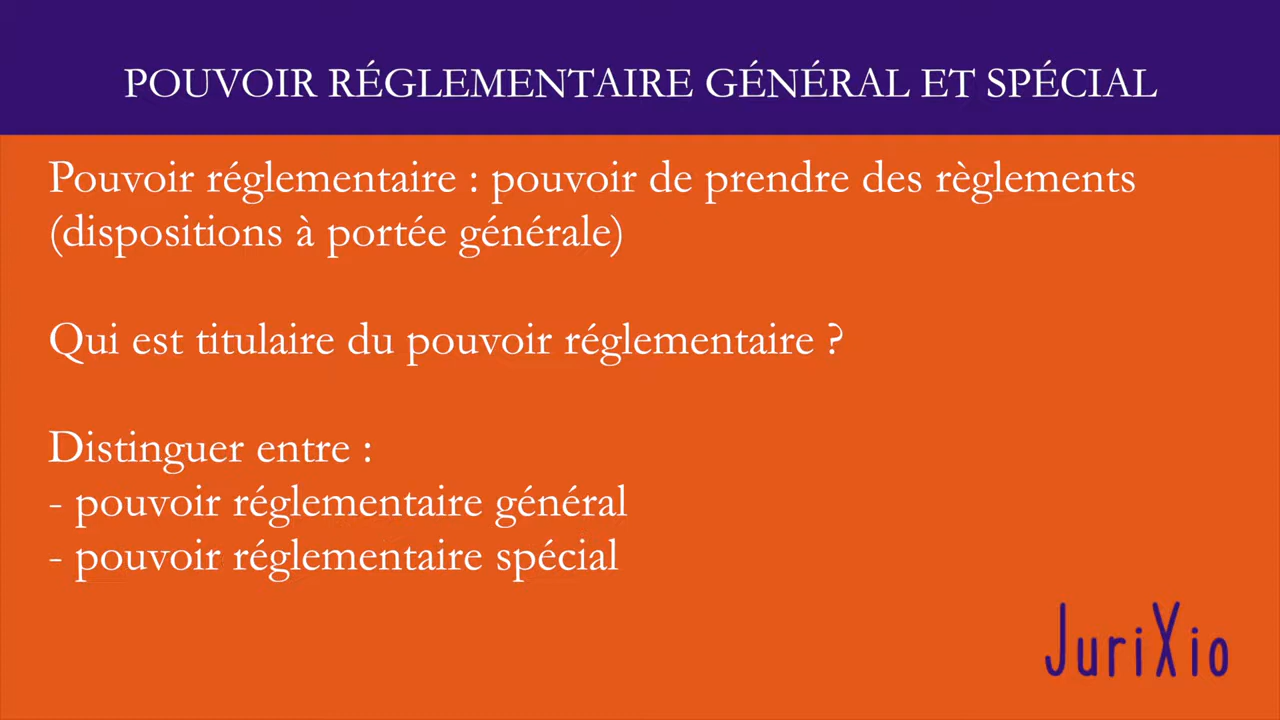 POUVOIR RÉGLEMENTAIRE GÉNÉRAL ET SPÉCIAL
Pouvoir réglementaire : pouvoir de prendre des règlements
(dispositions à portée générale)
Qui est titulaire du pouvoir réglementaire ?
Distinguer entre :
- pouvoir réglementaire général
- pouvoir réglementaire spécial
JuriXio